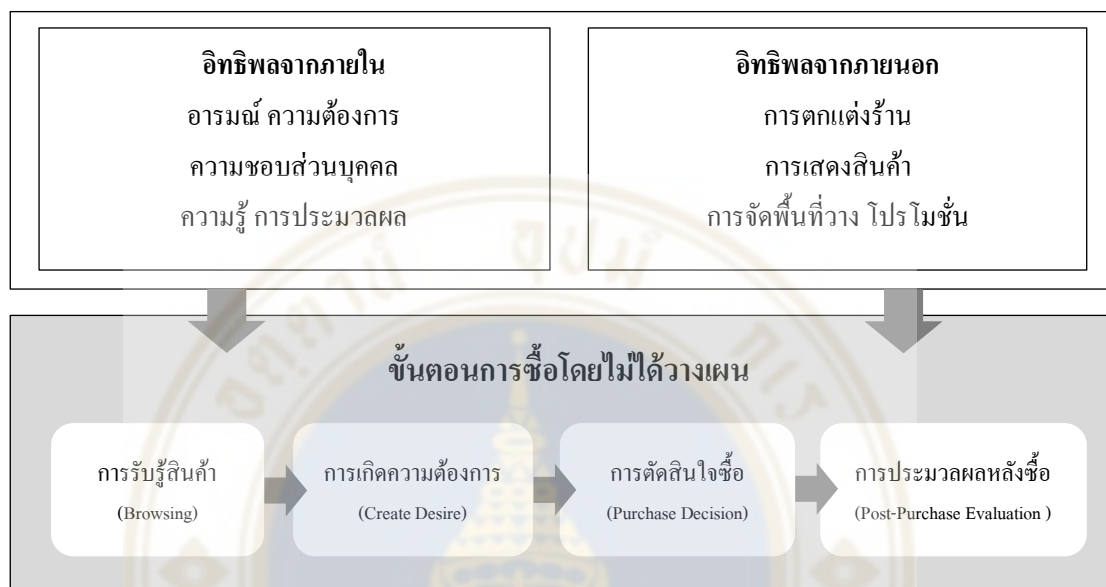 อิทธิพลจากภายใน
อารมณ์ ความต้องการ
ความชอบส่วนบุคคล
ความรู้ การประมวลผล
อิทธิพลจากภายนอก
การตกแต่งร้าน
การแสดงสินค้า
การจัดพื้นที่วาง โปรโมชั่น
ขั้นตอนการซื้อโดยไม่ได้วางแผน
การรับรู้สินค้า
(Browsing)
การเกิดความต้องการ
(Create Desire)
การตัดสินใจซื้อ
(Purchase Decision)
การประมวลผลหลังซื้อ
(Post-Purchase Evaluation )